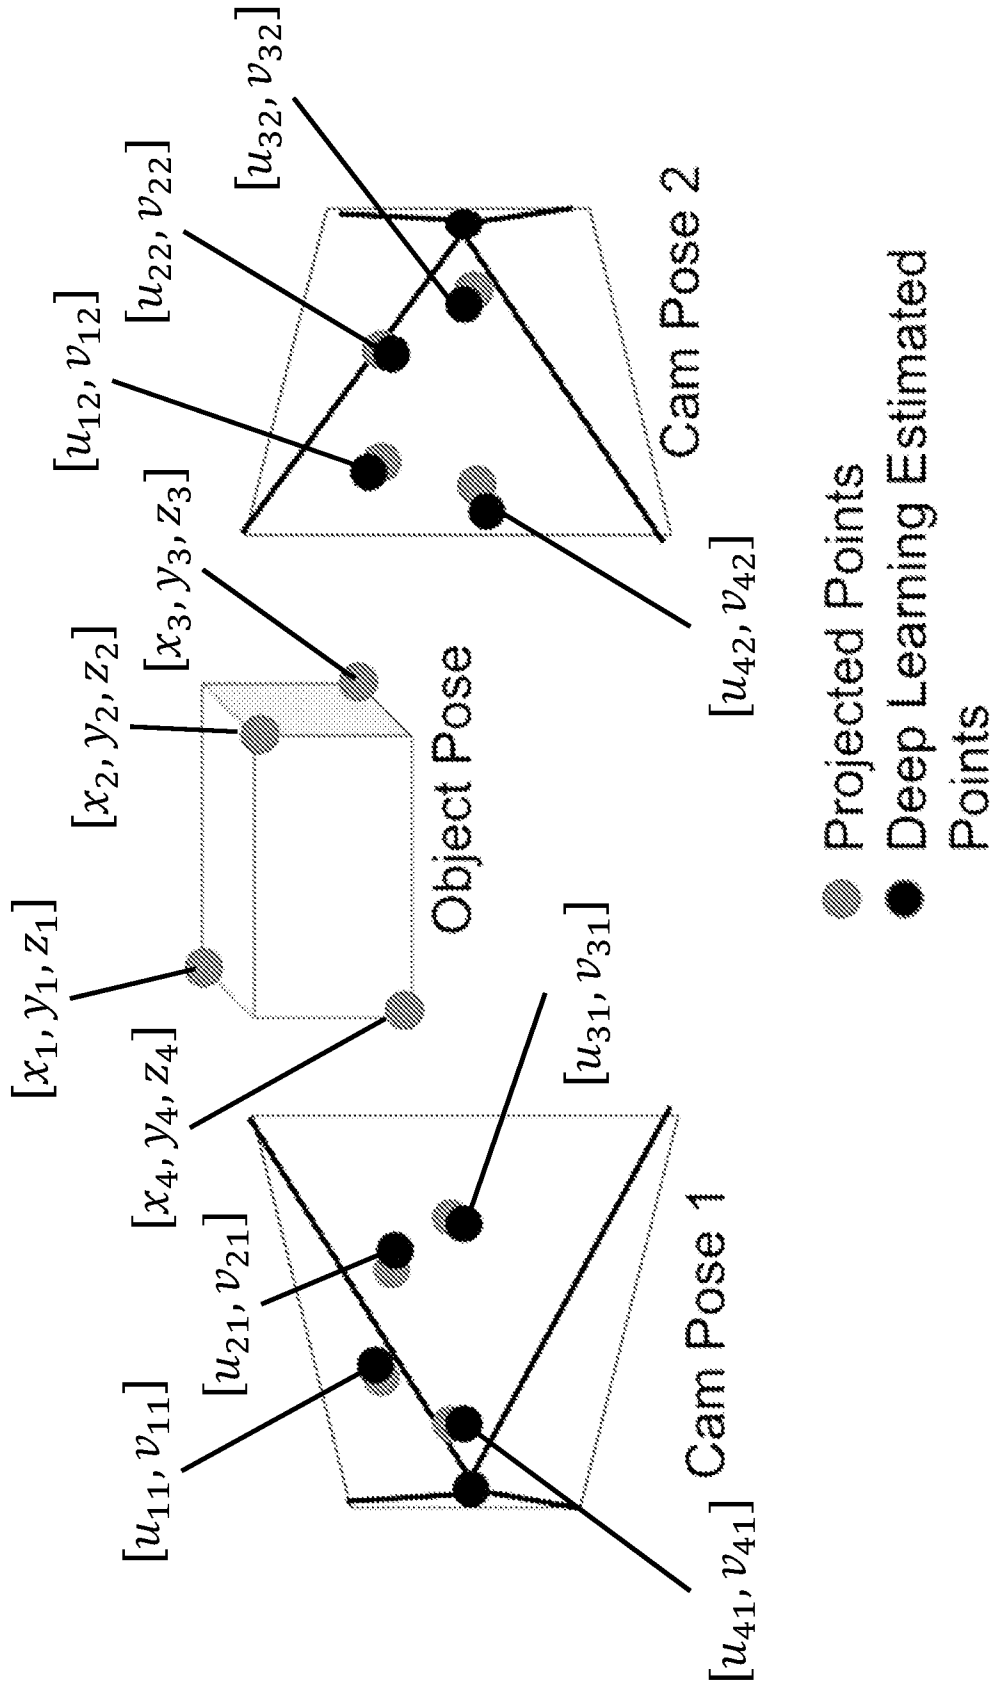 [x₁, y₁, z₁]
[x₂, y₂, z₂]
[x₃, y₃, z₃]
[x₄, y₄, z₄]
Object Pose
[u₁₁, v₁₁]
[u₂₁, v₂₁]
[u₃₁, v₃₁]
[u₄₁, v₄₁]
Cam Pose 1
[u₁₂, v₁₂]
[u₂₂, v₂₂]
[u₃₂, v₃₂]
[u₄₂, v₄₂]
Cam Pose 2
Projected Points
Deep Learning Estimated
Points